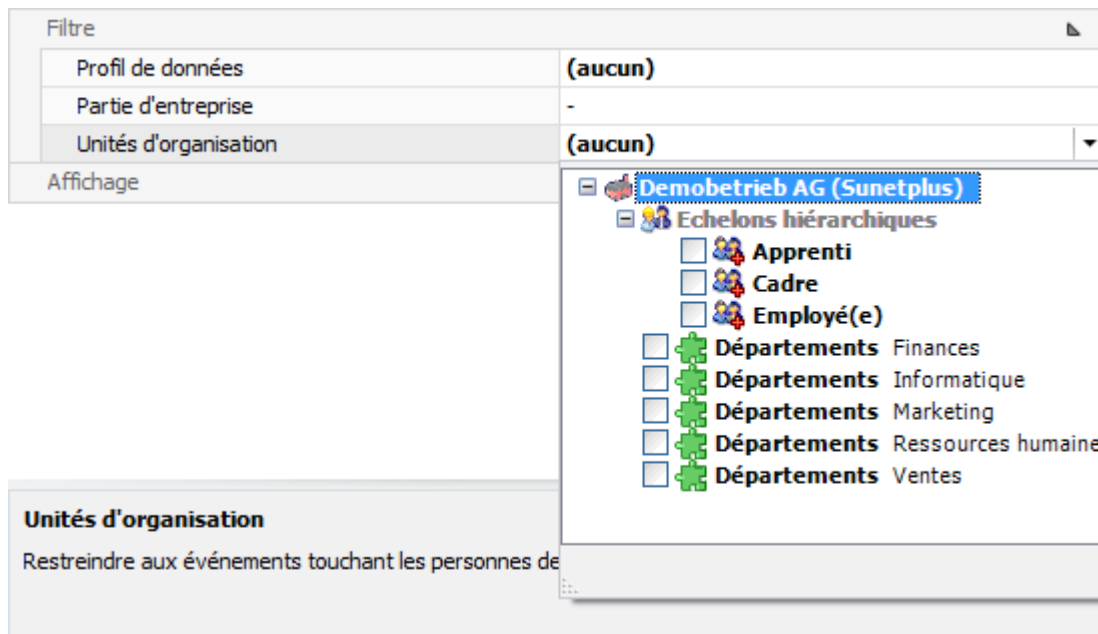 Filtre
Profil de données (aucun)
Partie d'entreprise -
Unités d'organisation (aucun)
Affichage
Demobetrieb AG (Sunetplus)
Echelons hiérarchiques
Apprenti
Cadre
Employé(e)
Départements Finances
Départements Informatique
Départements Marketing
Départements Ressources humaine
Départements Ventes
Unités d'organisation
Restreindre aux événements touchant les personnes de